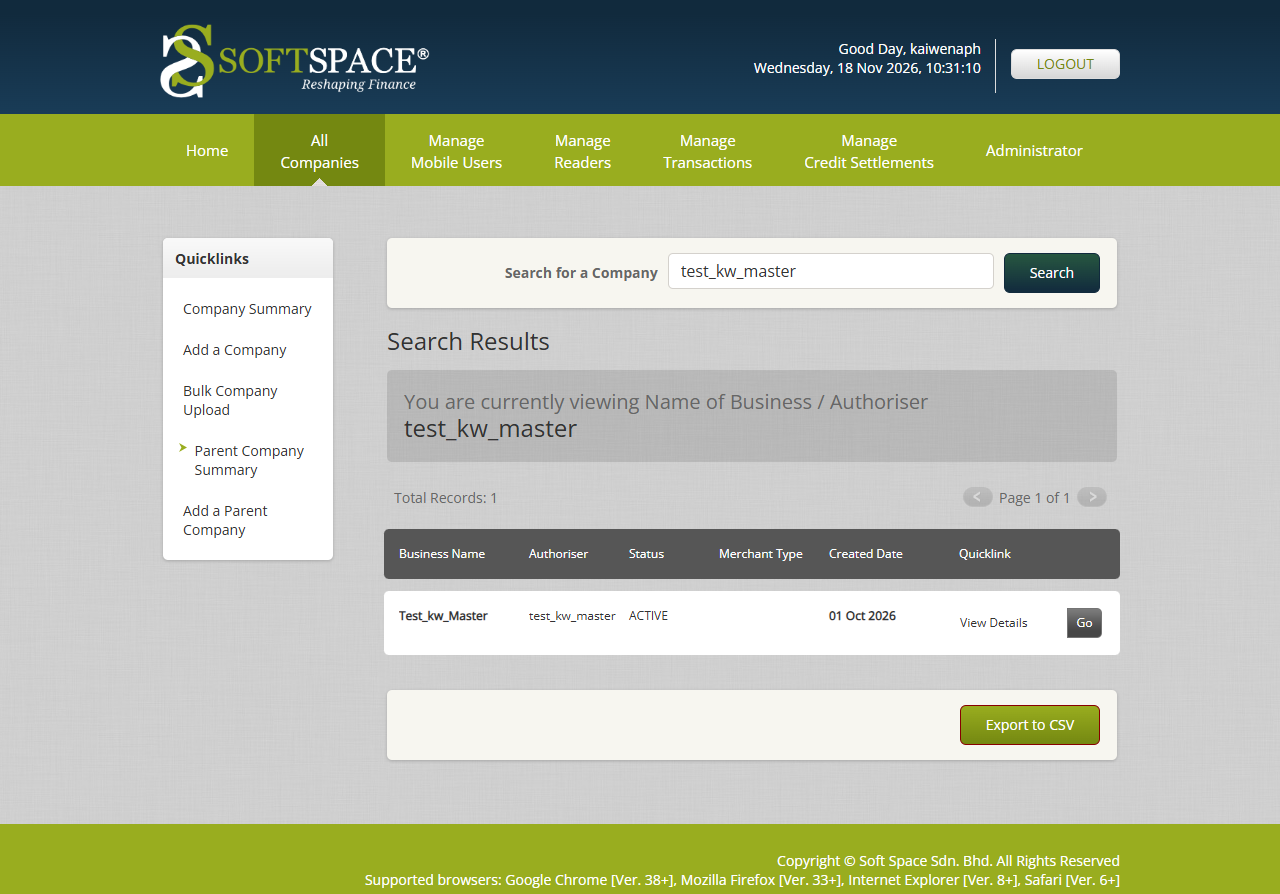 SOFTSPACE®
Reshaping Finance
Good Day, kaiwenaph
Wednesday, 18 Nov 2026, 10:31:10
LOGOUT
Home
All
Companies
Manage
Mobile Users
Manage
Readers
Manage
Transactions
Manage
Credit Settlements
Administrator
Quicklinks
Company Summary
Add a Company
Bulk Company
Upload
Parent Company
Summary
Add a Parent
Company
Search for a Company
test_kw_master
Search
Search Results
You are currently viewing Name of Business / Authoriser
test_kw_master
Total Records: 1
< Page 1 of 1 >
Business Name Authoriser Status Merchant Type Created Date Quicklink
Test_kw_Master test_kw_master ACTIVE 01 Oct 2026 View Details Go
Export to CSV
Copyright © Soft Space Sdn. Bhd. All Rights Reserved
Supported browsers: Google Chrome [Ver. 38+], Mozilla Firefox [Ver. 33+], Internet Explorer [Ver. 8+], Safari [Ver. 6+]